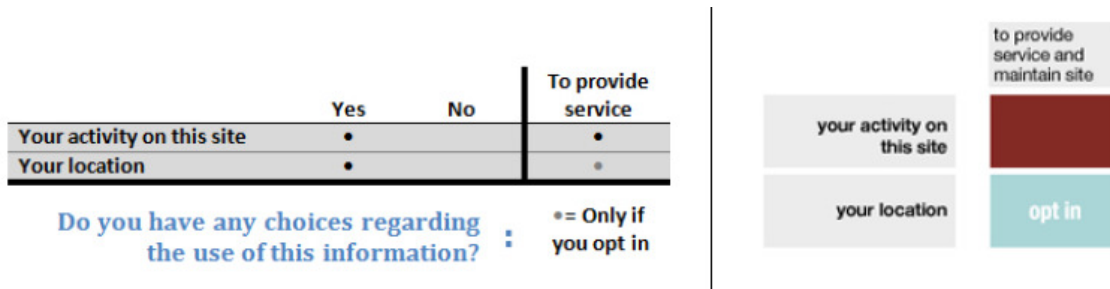 To provide
service
Yes No
Your activity on this site • •
Your location • •
Do you have any choices regarding
the use of this information? :
•= Only if
you opt in
to provide
service and
maintain site
your activity on
this site
your location
opt in